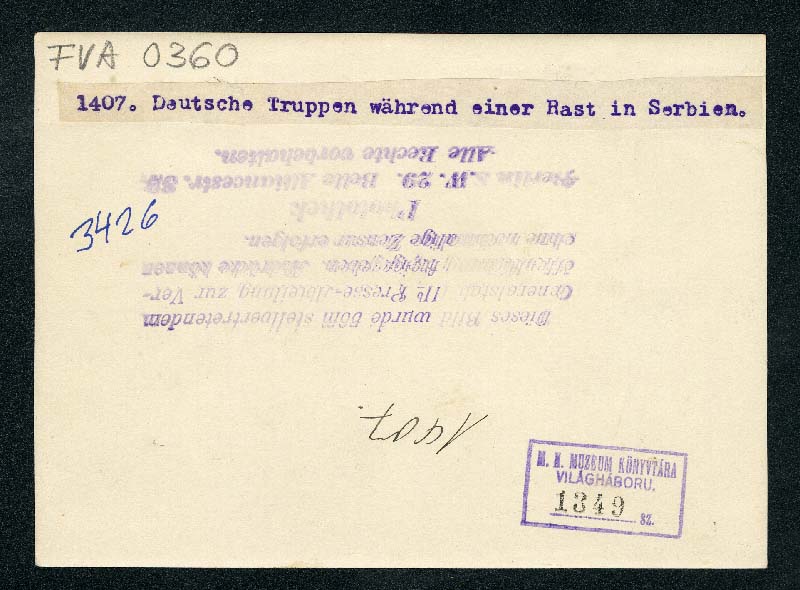 FVA 0360
1407. Deutsche Truppen während einer Rast in Serbien.
3426
Dieses Bild wurde vom stellvertretendem
Generalstab IIIb Presse-Abteilung zur Ver-
öffentlichung freigegeben. Abdrücke können
ohne nochmalige Zensur erfolgen.
Photothek
Berlin S.W. 29. Belle Alliancestr.
Alle Rechte vorbehalten.
1407.
M. N. MUZEUM KÖNYVTÁRA
VILÁGHÁBORU.
1349 sz.